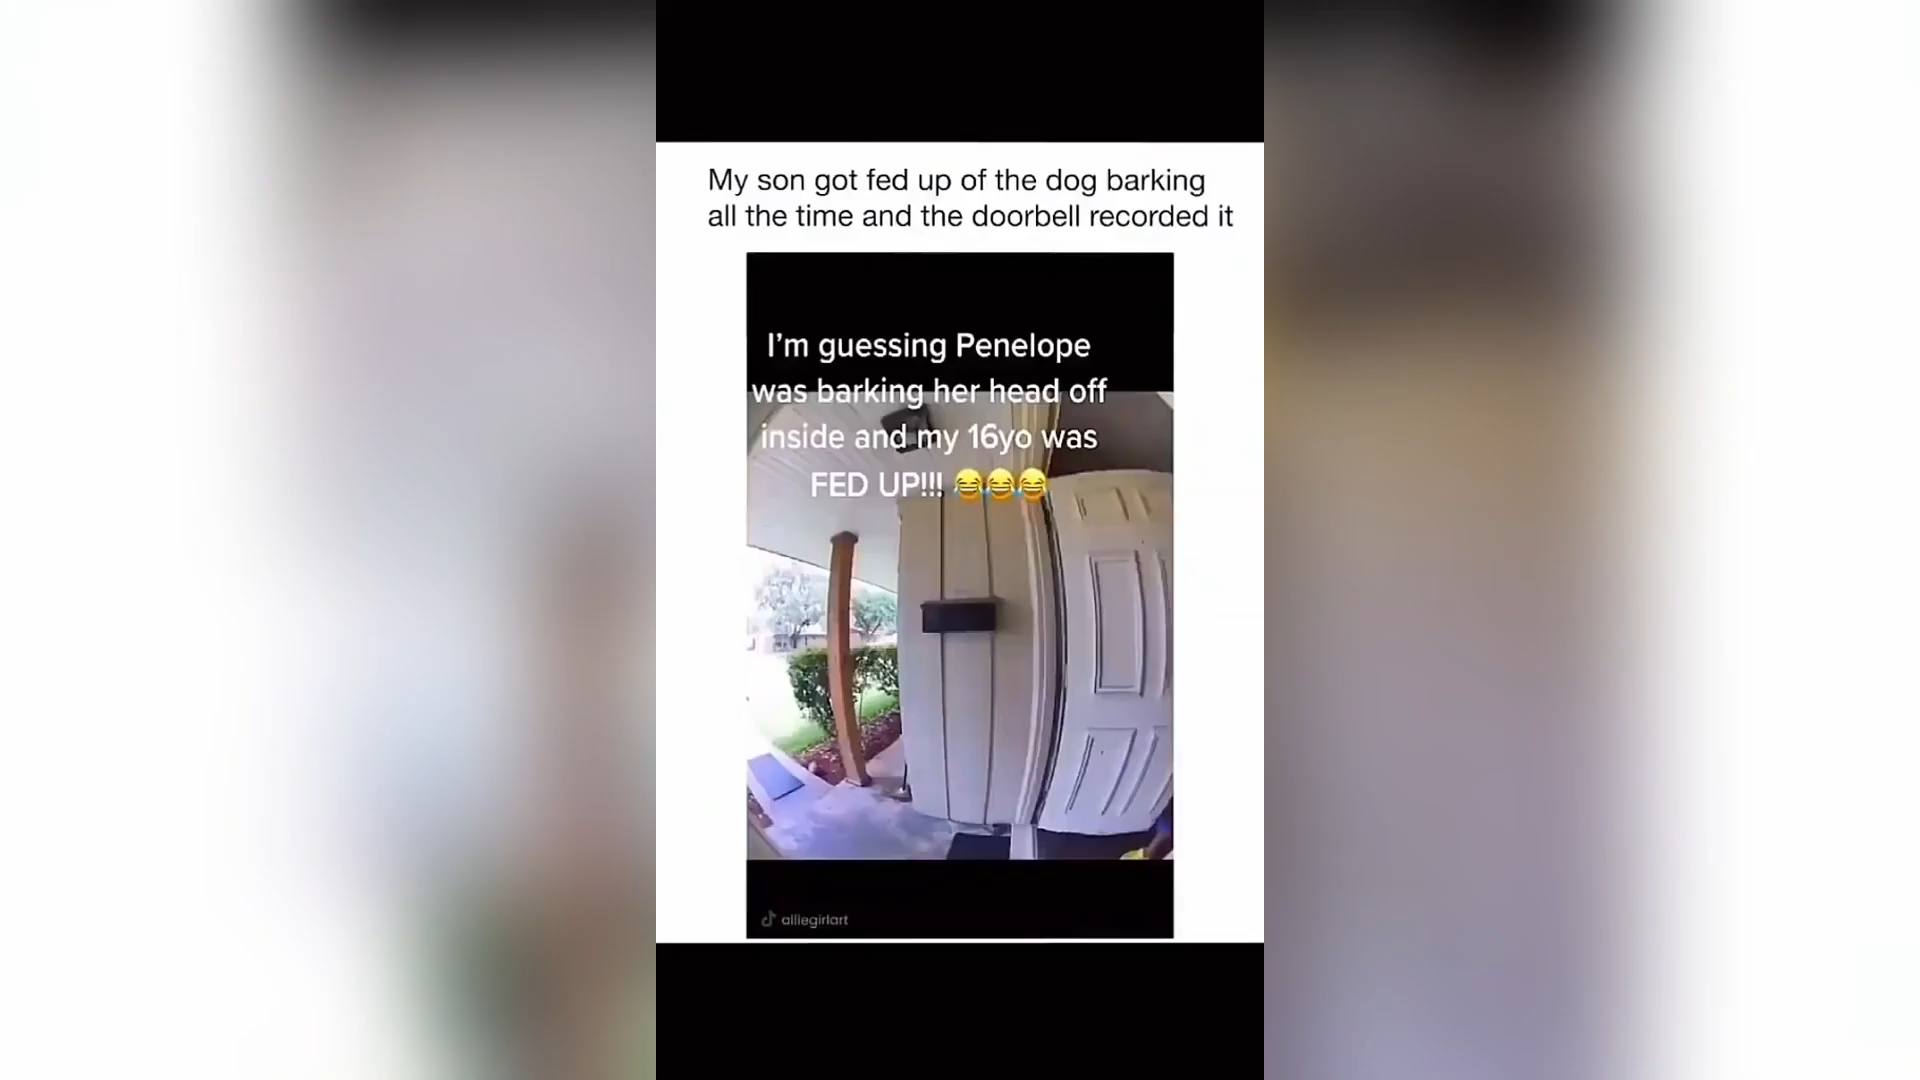 My son got fed up of the dog barking
all the time and the doorbell recorded it
I'm guessing Penelope
was barking her head off
inside and my 16yo was
FED UP!!! 😂😂😂
alliegirlart